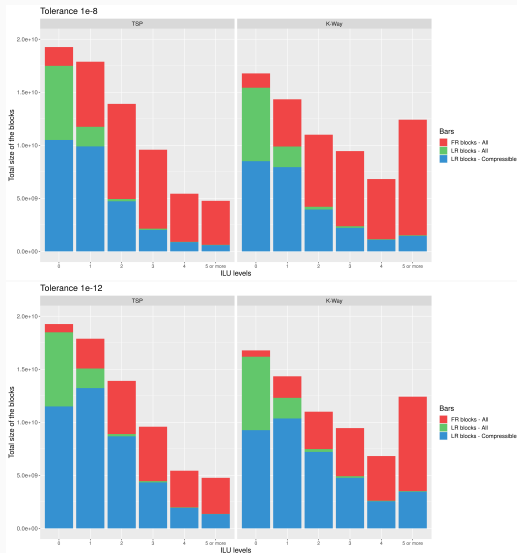 Tolerance 1e-8
TSP
K-Way
2.0e+10
1.5e+10
1.0e+10
5.0e+09
0.0e+00
Total size of the blocks
0 1 2 3 4 5 or more
0 1 2 3 4 5 or more
ILU levels
Bars
FR blocks - All
LR blocks - All
LR blocks - Compressible
Tolerance 1e-12
TSP
K-Way
2.0e+10
1.5e+10
1.0e+10
5.0e+09
0.0e+00
Total size of the blocks
0 1 2 3 4 5 or more
0 1 2 3 4 5 or more
ILU levels
Bars
FR blocks - All
LR blocks - All
LR blocks - Compressible